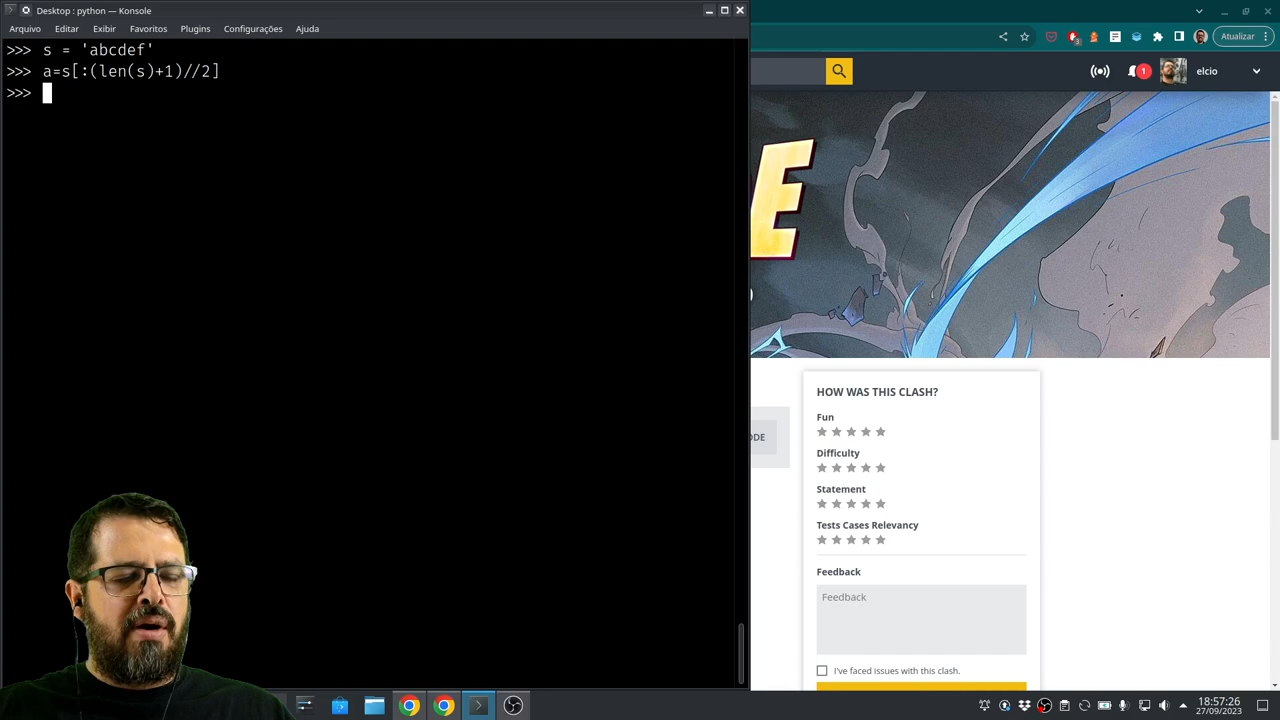 Desktop : python — Konsole
Arquivo Editar Exibir Favoritos Plugins Configurações Ajuda
>>> s = 'abcdef'
>>> a=s[:(len(s)+1)//2]
>>>
3
Atualizar
1
elcio
E
HOW WAS THIS CLASH?
Fun
Difficulty
Statement
Tests Cases Relevancy
Feedback
Feedback
I've faced issues with this clash.
18:57:26
27/09/2023